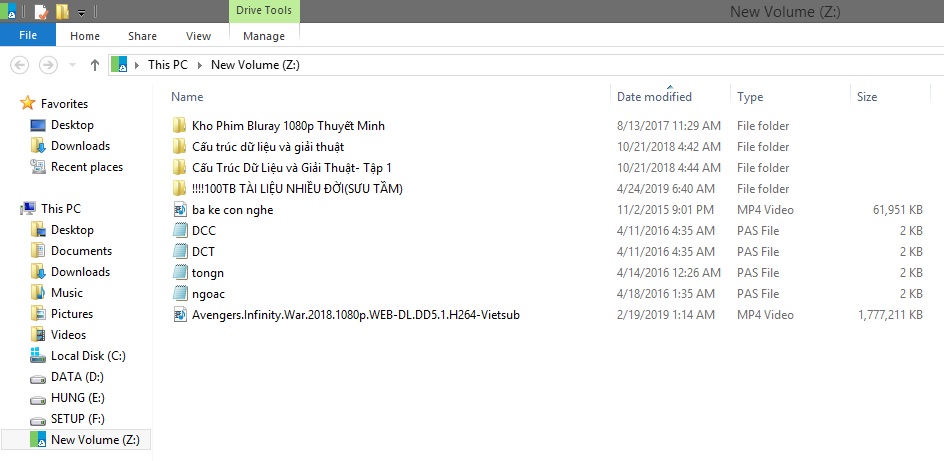 Drive Tools
New Volume (Z:)
File Home Share View Manage
This PC New Volume (Z:)
Name Date modified Type Size
Favorites
Desktop
Downloads
Recent places
This PC
Desktop
Documents
Downloads
Music
Pictures
Videos
Local Disk (C:)
DATA (D:)
HUNG (E:)
SETUP (F:)
New Volume (Z:)
Kho Phim Bluray 1080p Thuyết Minh 8/13/2017 11:29 AM File folder
Cấu trúc dữ liệu và giải thuật 10/21/2018 4:42 AM File folder
Cấu Trúc Dữ Liệu và Giải Thuật- Tập 1 10/21/2018 4:44 AM File folder
!!!!100TB TÀI LIỆU NHIỀU ĐỜI(SƯU TẦM) 4/24/2019 6:40 AM File folder
ba ke con nghe 11/2/2015 9:01 PM MP4 Video 61,951 KB
DCC 4/11/2016 4:35 AM PAS File 2 KB
DCT 4/11/2016 4:35 AM PAS File 2 KB
tongn 4/14/2016 12:26 AM PAS File 2 KB
ngoac 4/18/2016 1:35 AM PAS File 2 KB
Avengers.Infinity.War.2018.1080p.WEB-DL.DD5.1.H264-Vietsub 2/19/2019 1:14 AM MP4 Video 1,777,211 KB